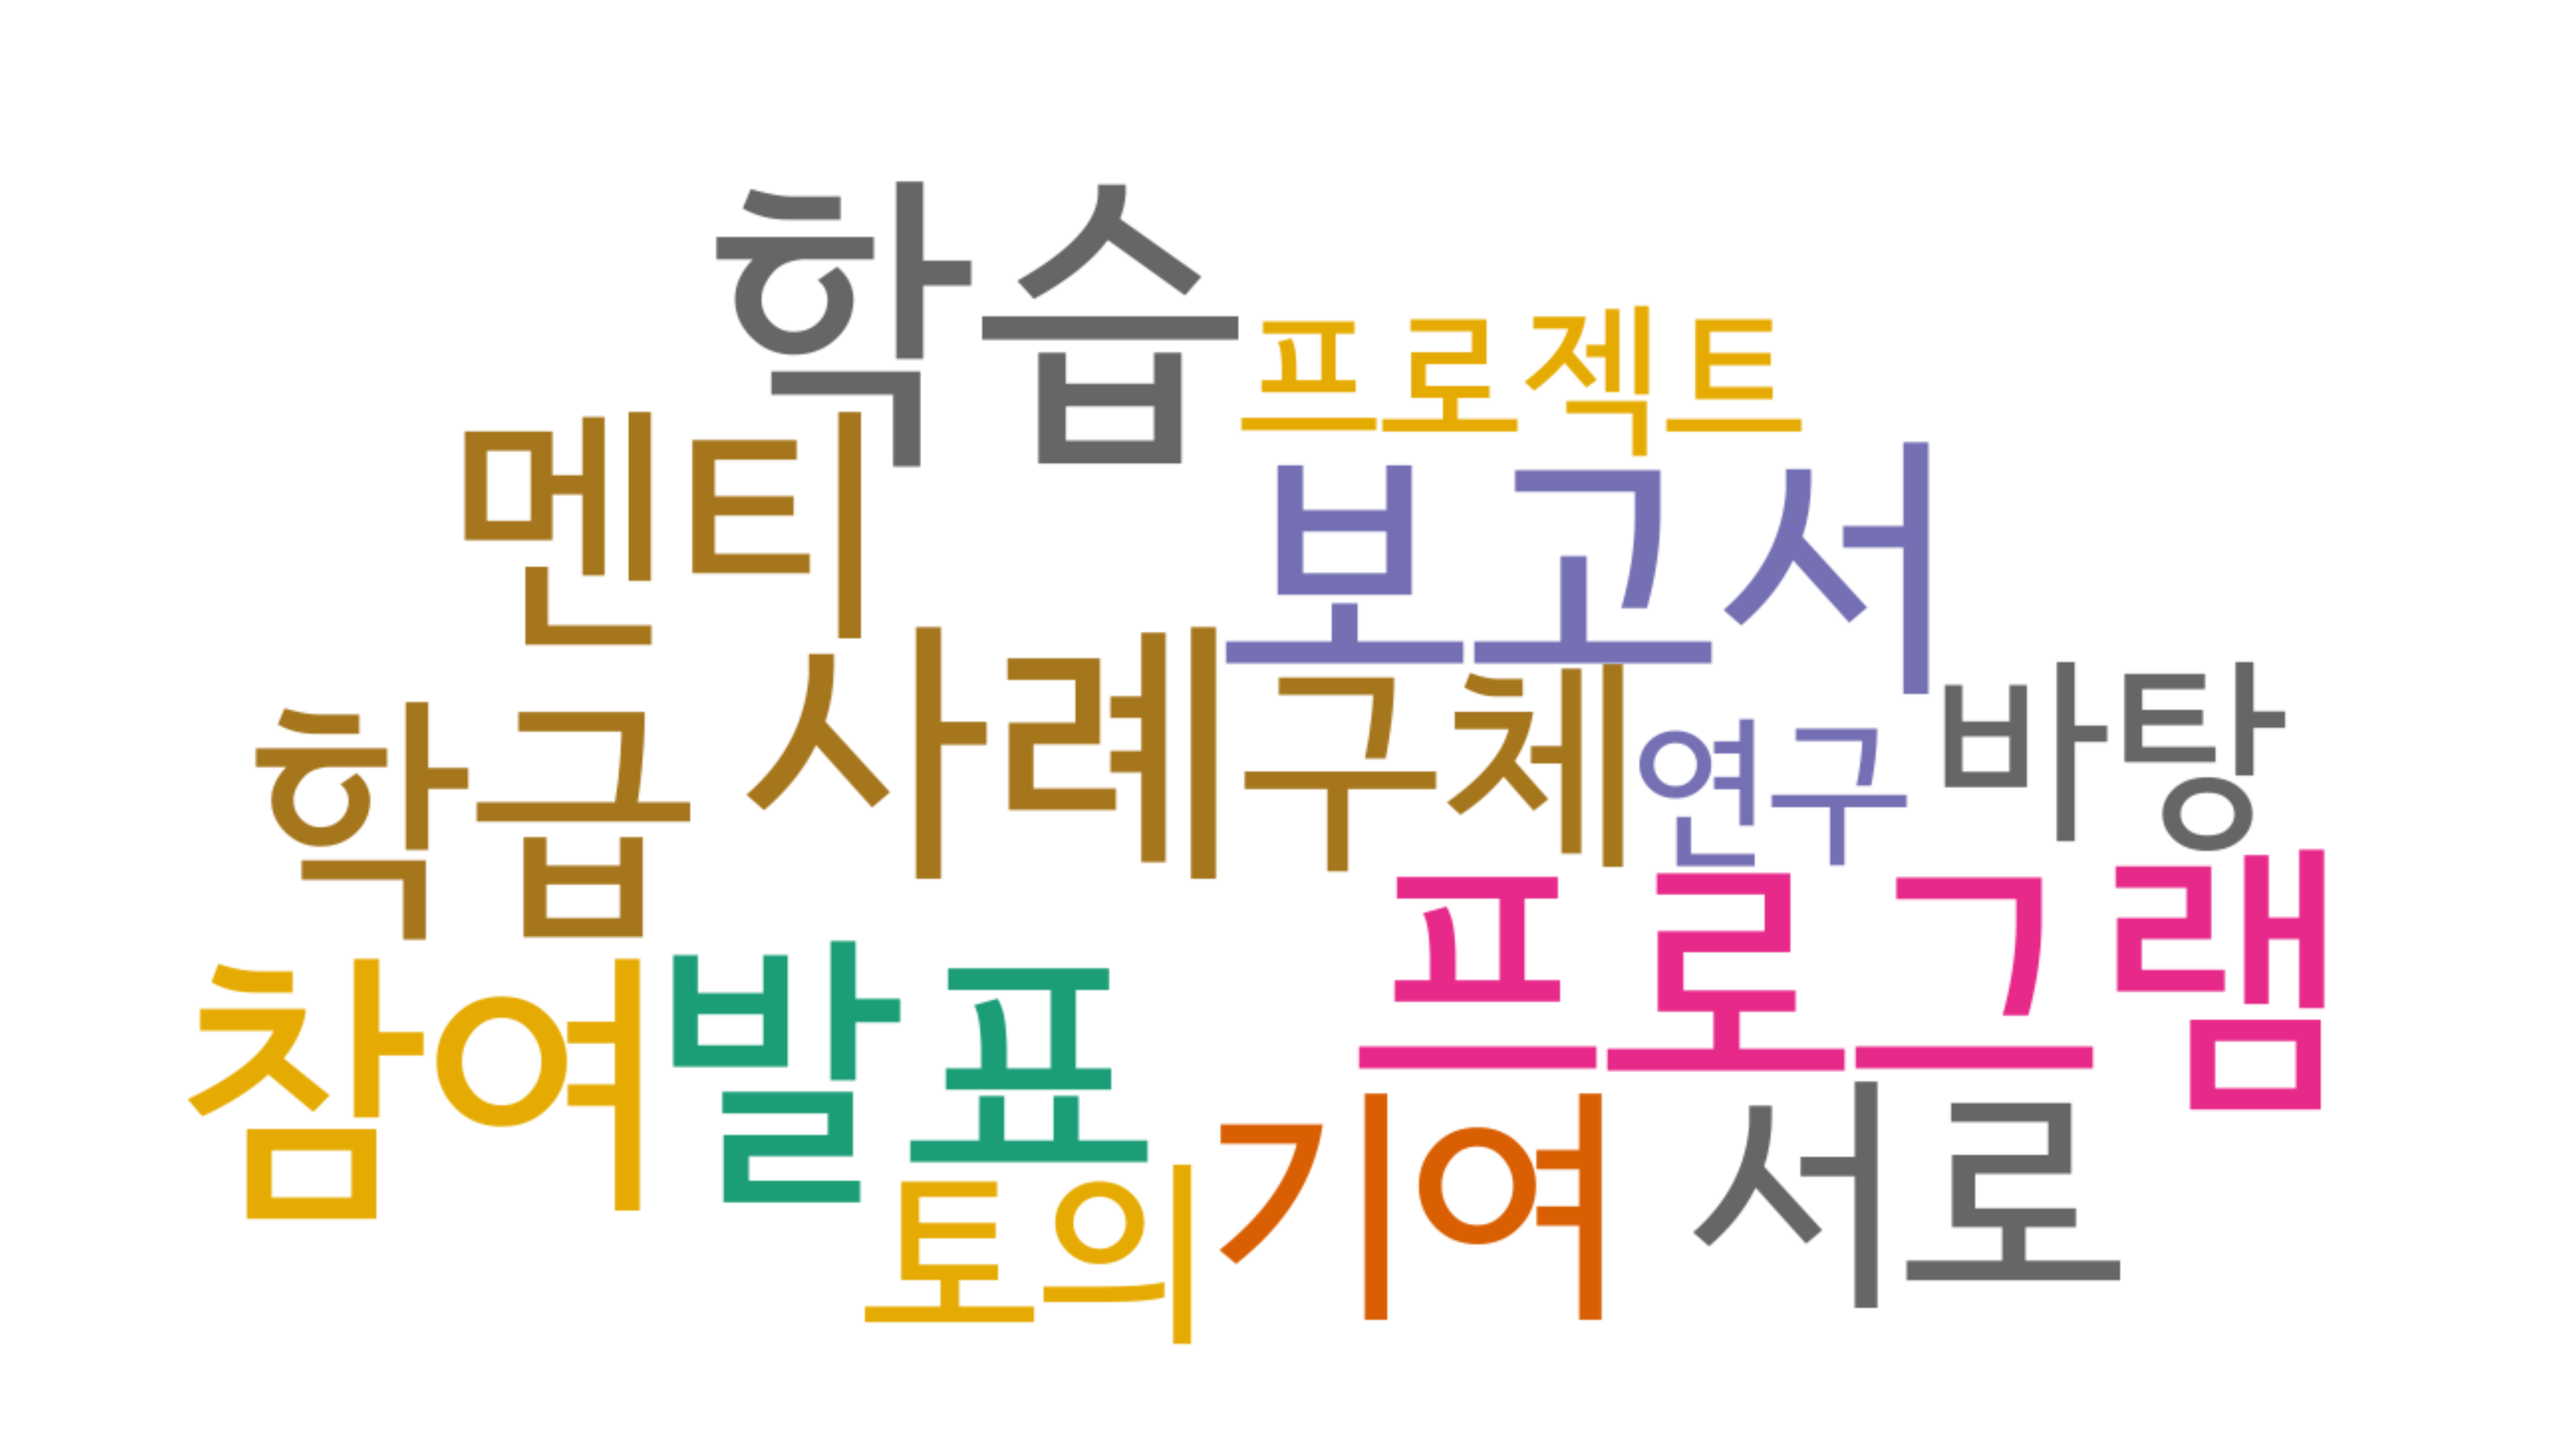 학습
프로젝트
멘티
보고서
학급
사례
구체
연구
바탕
참여
발표
프로그램
토의
기여
서로